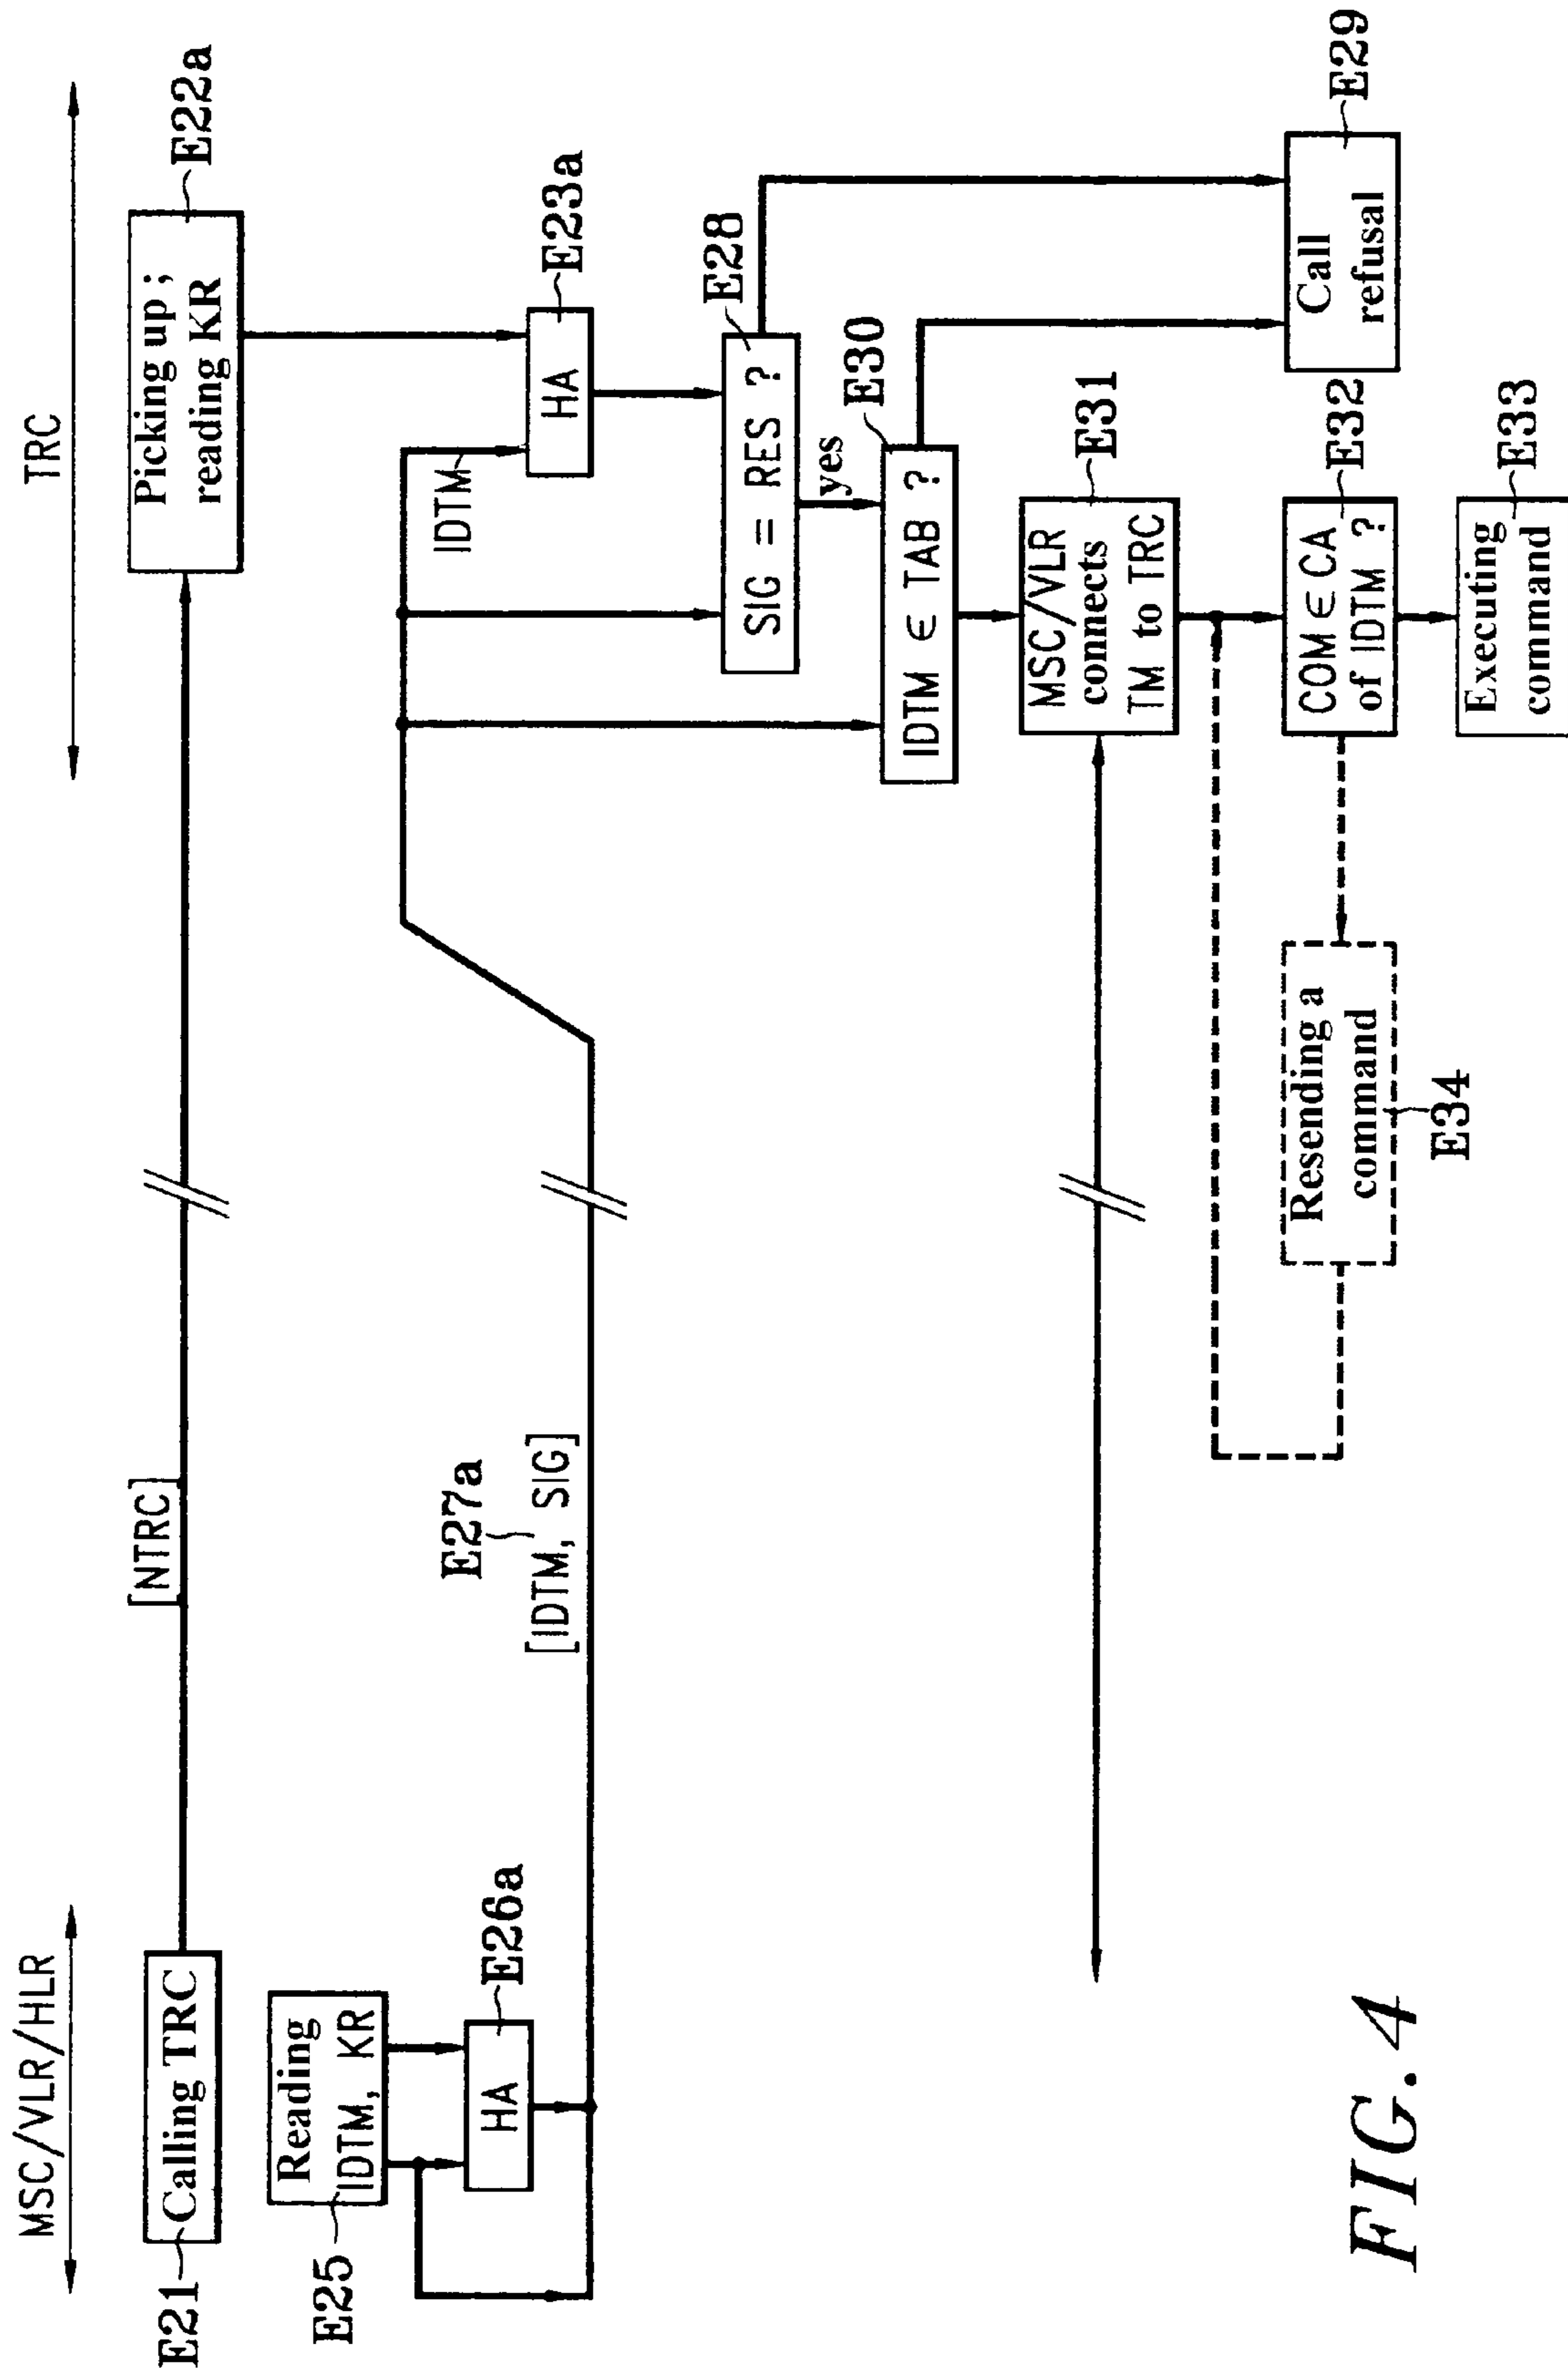 MSC/VLR/HLR
TRC
E21
Calling TRC
[NTRC]
Picking up ;
reading KR
E22a
E25
Reading
IDTM, KR
HA
E26a
E27a
[IDTM, SIG]
IDTM
HA
E23a
SIG = RES ?
E28
yes
IDTM ∈ TAB ?
E30
MSC/VLR
connects
TM to TRC
E31
Call
refusal
E29
COM ∈ CA
of IDTM ?
E32
Resending a
command
E34
Executing
command
E33
FIG. 4